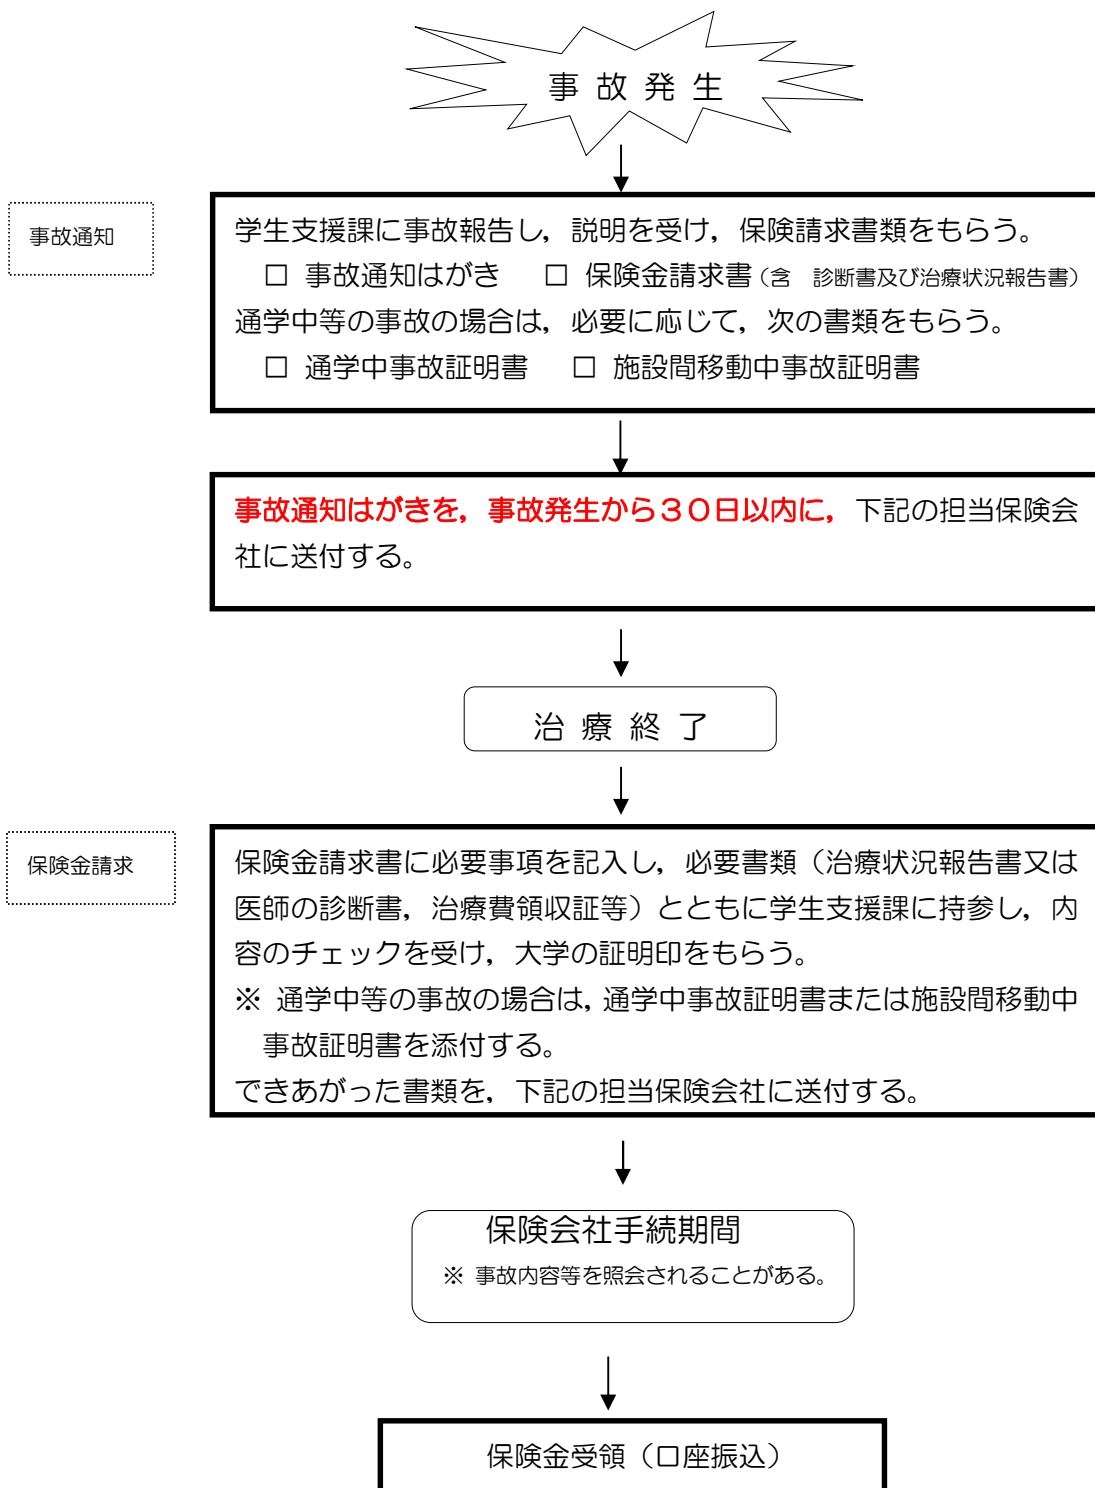 事 故 発 生
事故通知
学生支援課に事故報告し，説明を受け，保険請求書類をもらう。
□ 事故通知はがき　□ 保険金請求書（含　診断書及び治療状況報告書）
通学中等の事故の場合は，必要に応じて，次の書類をもらう。
□ 通学中事故証明書　□ 施設間移動中事故証明書
事故通知はがきを，事故発生から３０日以内に，下記の担当保険会
社に送付する。
治 療 終 了
保険金請求
保険金請求書に必要事項を記入し，必要書類（治療状況報告書又は
医師の診断書，治療費領収証等）とともに学生支援課に持参し，内
容のチェックを受け，大学の証明印をもらう。
※ 通学中等の事故の場合は，通学中事故証明書または施設間移動中
事故証明書を添付する。
できあがった書類を，下記の担当保険会社に送付する。
保険会社手続期間
※ 事故内容等を照会されることがある。
保険金受領（口座振込）